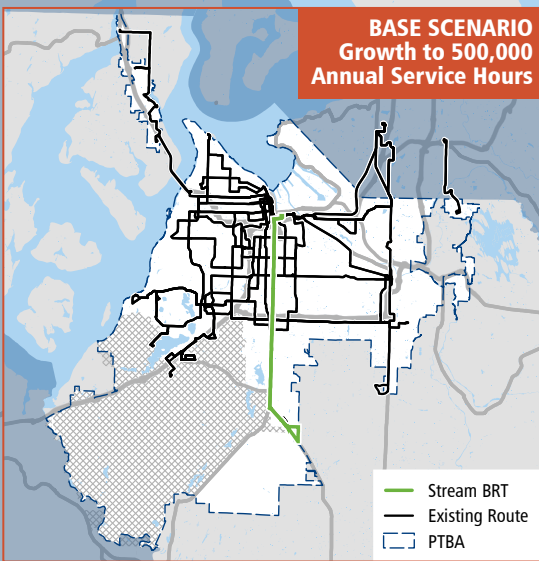 BASE SCENARIO
Growth to 500,000
Annual Service Hours
Stream BRT
Existing Route
PTBA